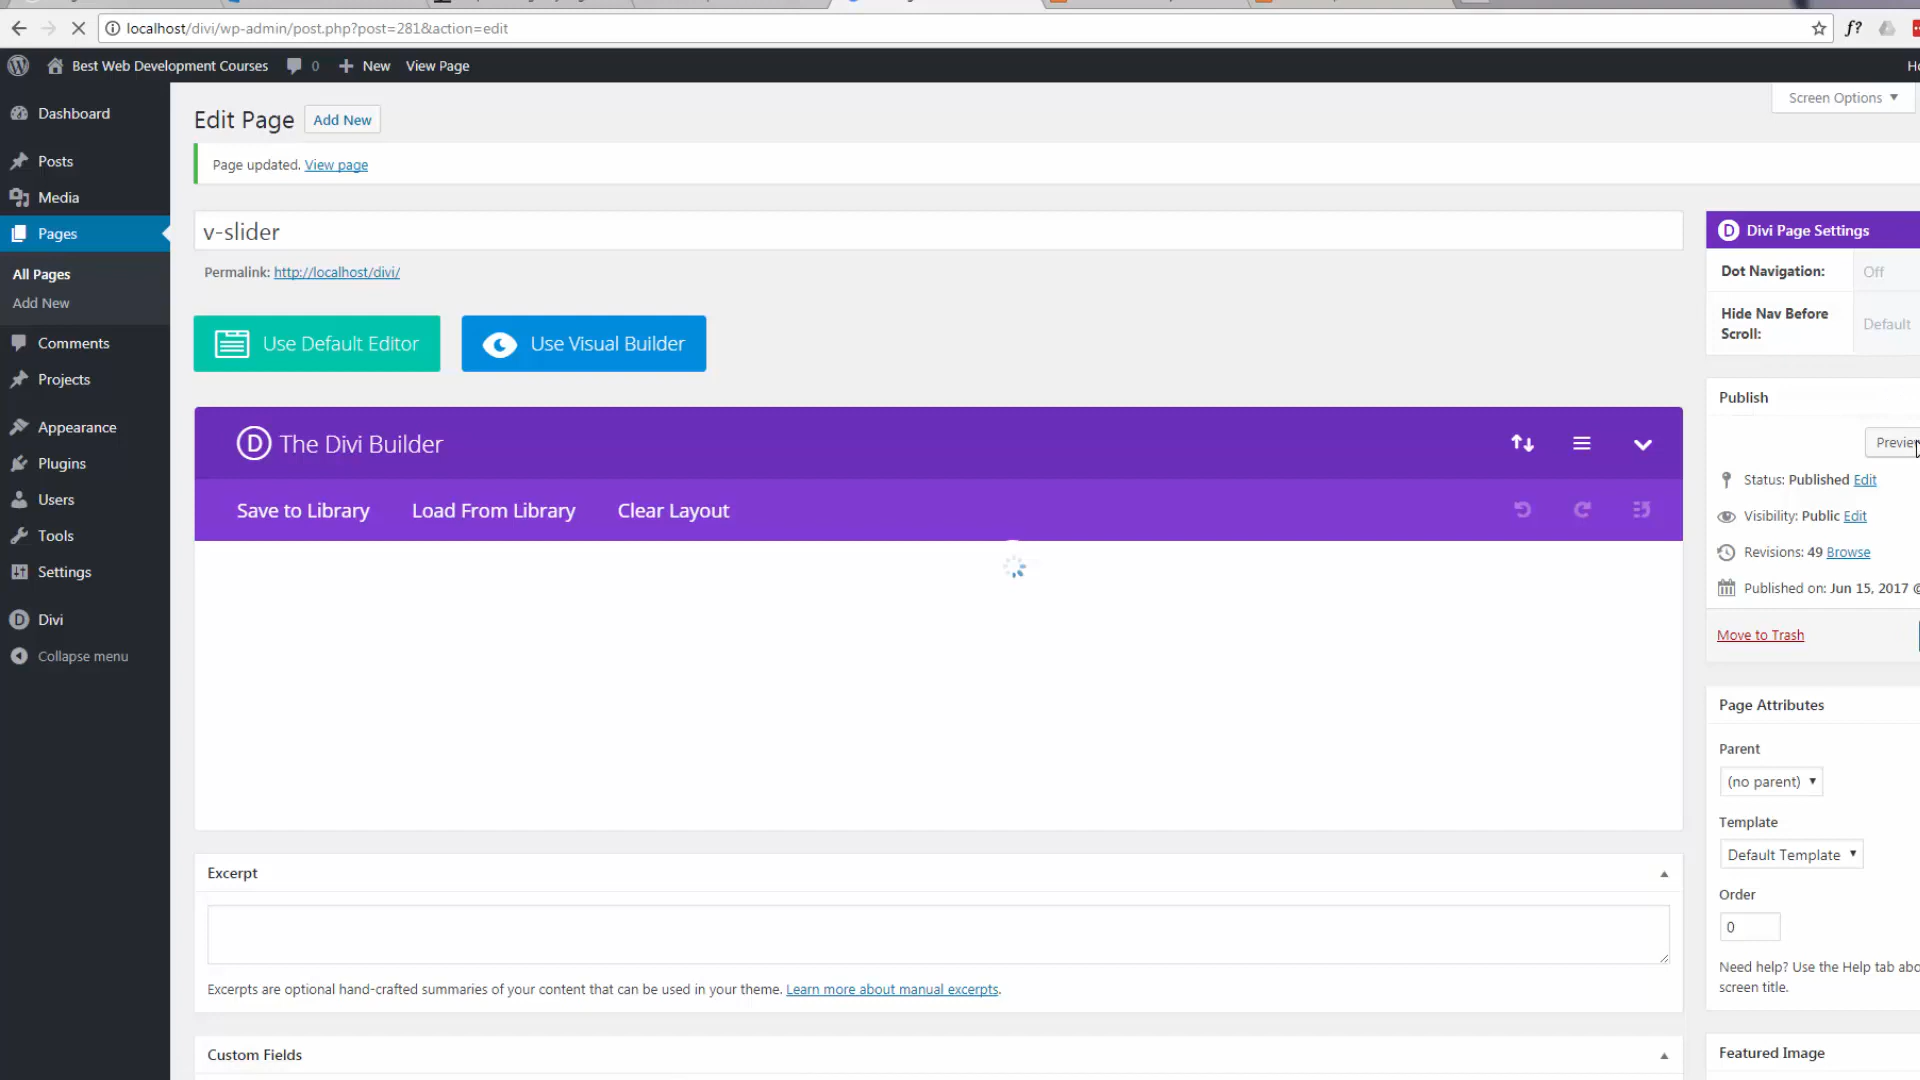 localhost/divi/wp-admin/post.php?post=281&action=edit
f?
Best Web Development Courses
0
New
View Page
Dashboard
Posts
Media
Pages
All Pages
Add New
Comments
Projects
Appearance
Plugins
Users
Tools
Settings
Divi
Collapse menu
Screen Options
Edit Page
Add New
Page updated. View page
v-slider
Permalink: http://localhost/divi/
Use Default Editor
Use Visual Builder
D The Divi Builder
Save to Library
Load From Library
Clear Layout
Excerpt
Excerpts are optional hand-crafted summaries of your content that can be used in your theme. Learn more about manual excerpts.
Custom Fields
D Divi Page Settings
Dot Navigation:
Off
Hide Nav Before
Scroll:
Default
Publish
Status: Published Edit
Visibility: Public Edit
Revisions: 49 Browse
Published on: Jun 15, 2017 @
Move to Trash
Page Attributes
Parent
(no parent)
Template
Default Template
Order
0
Need help? Use the Help tab
screen title.
Featured Image